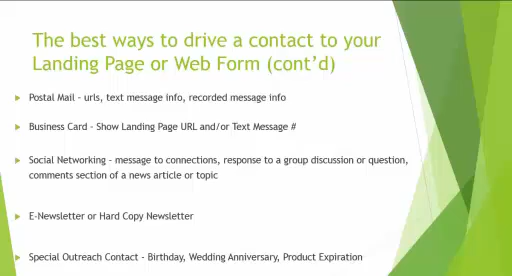 The best ways to drive a contact to your
Landing Page or Web Form (cont’d)
Postal Mail – urls, text message info, recorded message info
Business Card – Show Landing Page URL and/or Text Message #
Social Networking – message to connections, response to a group discussion or question,
comments section of a news article or topic
E-Newsletter or Hard Copy Newsletter
Special Outreach Contact – Birthday, Wedding Anniversary, Product Expiration